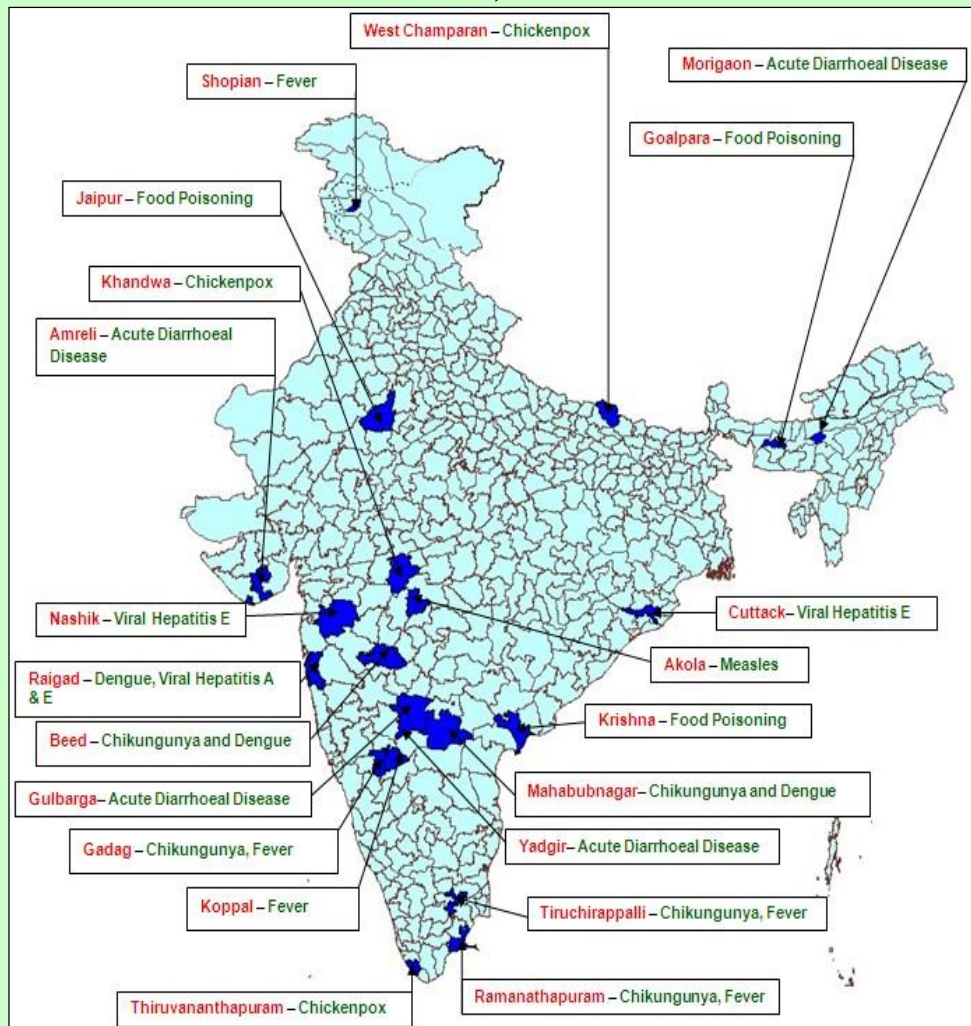 West Champaran – Chickenpox
Morigaon – Acute Diarrhoeal Disease
Shopian – Fever
Goalpara – Food Poisoning
Jaipur – Food Poisoning
Khandwa – Chickenpox
Amreli – Acute Diarrhoeal
Disease
Nashik – Viral Hepatitis E
Cuttack– Viral Hepatitis E
Akola – Measles
Raigad – Dengue, Viral Hepatitis A
& E
Krishna – Food Poisoning
Beed – Chikungunya and Dengue
Gulbarga– Acute Diarrhoeal Disease
Mahabubnagar– Chikungunya and Dengue
Gadag – Chikungunya, Fever
Yadgir– Acute Diarrhoeal Disease
Koppal – Fever
Tiruchirappalli – Chikungunya, Fever
Thiruvananthapuram – Chickenpox
Ramanathapuram – Chikungunya, Fever